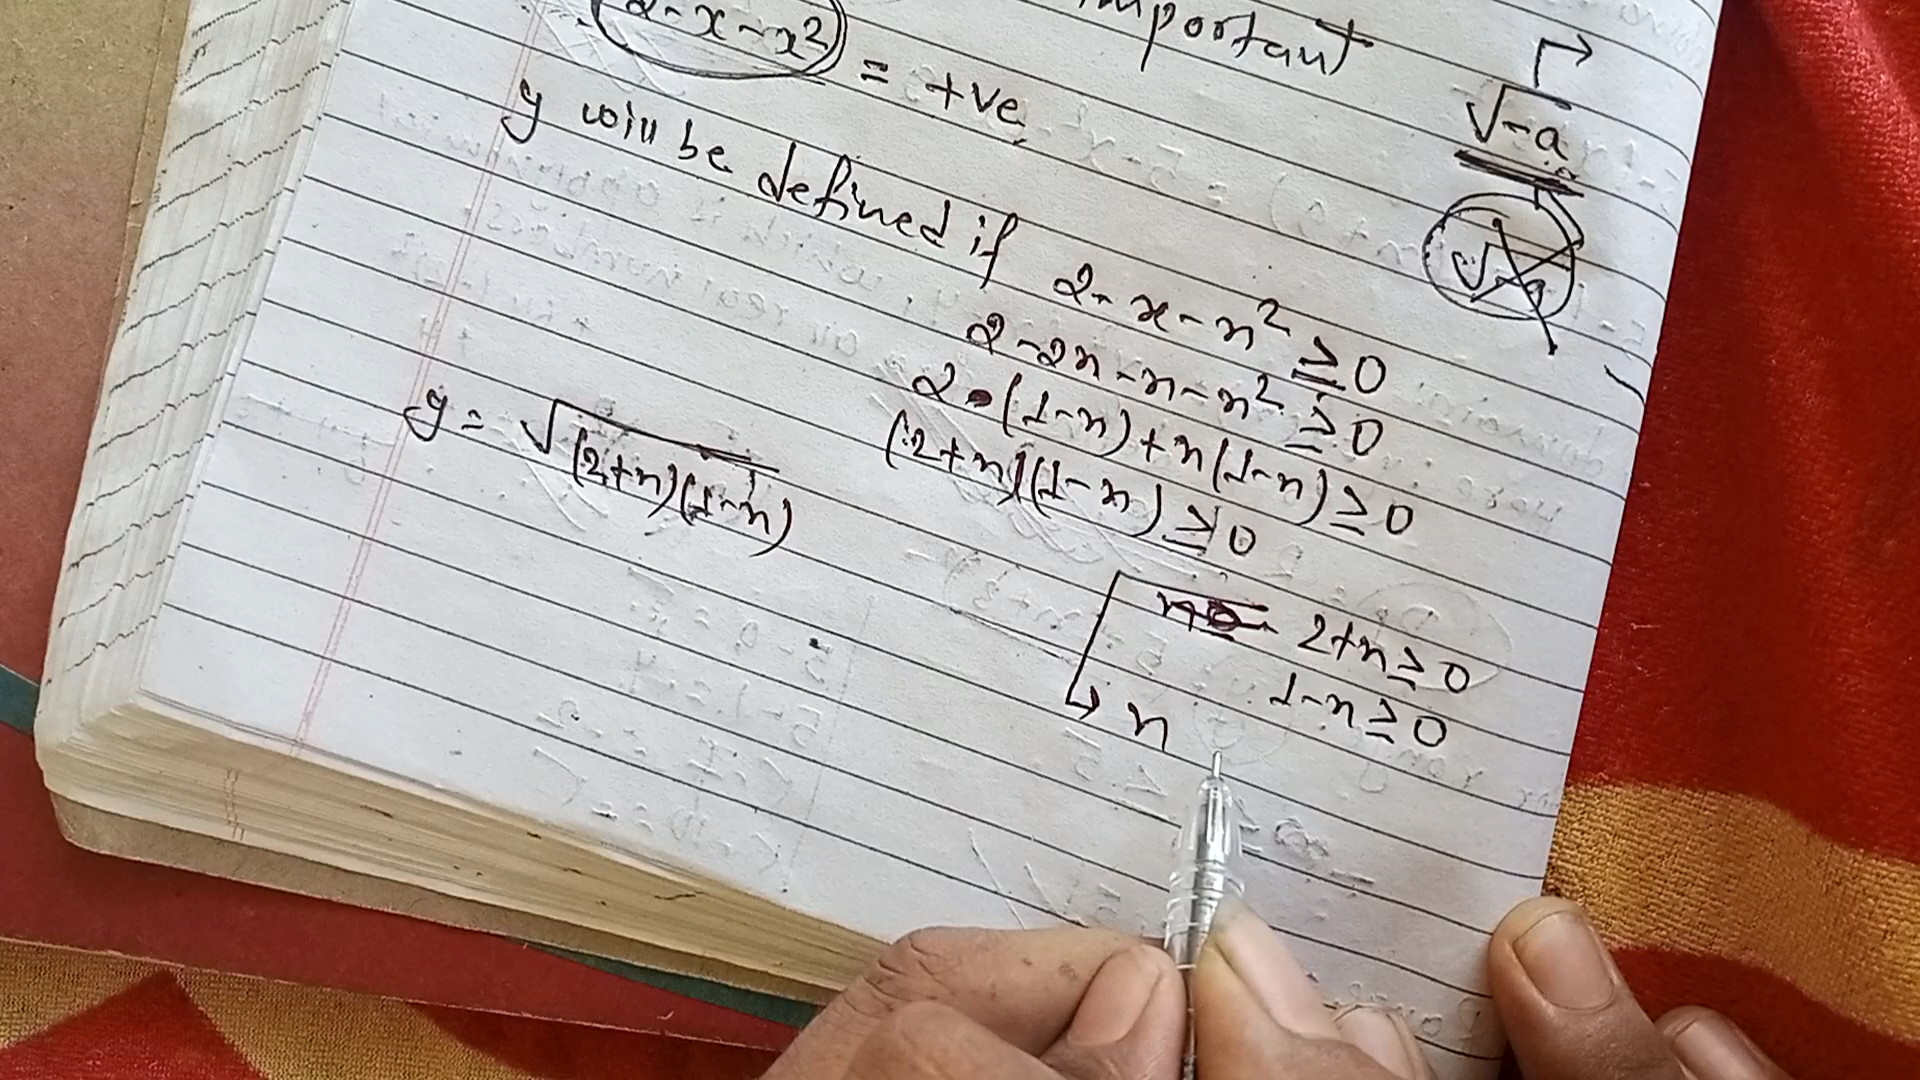 important
(2-x-x²) = +ve
√-a
y will be defined if 2-x-x² ≥ 0
2-2x-x-x² ≥ 0
2(1-x)+x(1-x) ≥ 0
y = √(2+x)(1-x)
(2+x)(1-x) ≥ 0
2+x ≥ 0
1-x ≥ 0
x